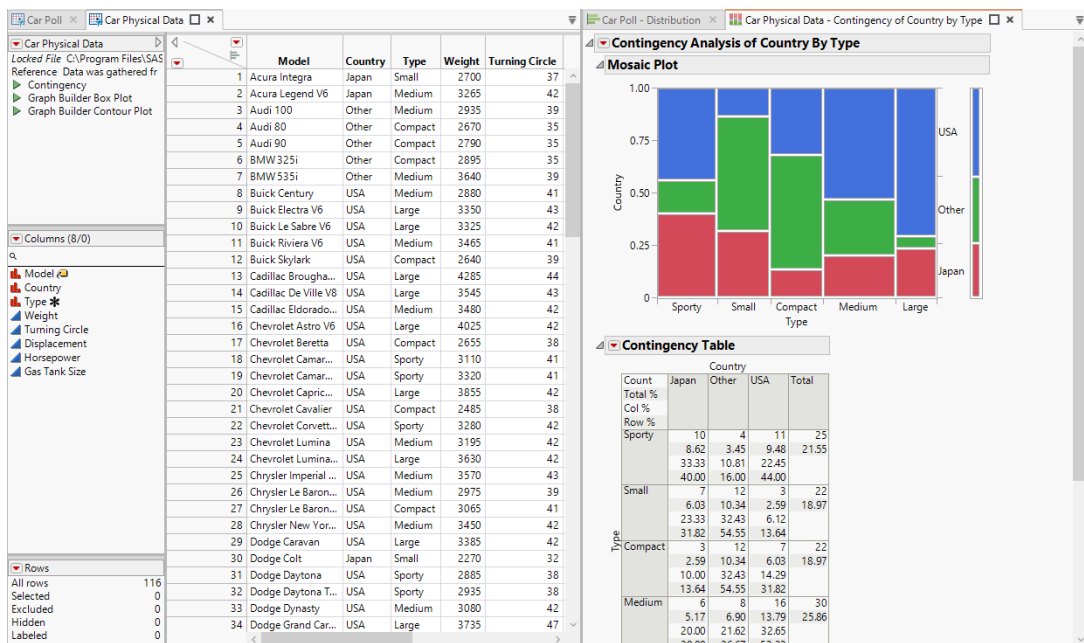 Car Poll
Car Physical Data
Car Physical Data
Locked File C:\Program Files\SAS
Reference Data was gathered fr
Contingency
Graph Builder Box Plot
Graph Builder Contour Plot
Columns (8/0)
Model
Country
Type
Weight
Turning Circle
Displacement
Horsepower
Gas Tank Size
Rows
All rows 116
Selected 0
Excluded 0
Hidden 0
Labeled 0
Model Country Type Weight Turning Circle
1 Acura Integra Japan Small 2700 37
2 Acura Legend V6 Japan Medium 3265 42
3 Audi 100 Other Medium 2935 39
4 Audi 80 Other Compact 2670 35
5 Audi 90 Other Compact 2790 35
6 BMW 325i Other Compact 2895 35
7 BMW 535i Other Medium 3640 39
8 Buick Century USA Medium 2880 41
9 Buick Electra V6 USA Large 3350 43
10 Buick Le Sabre V6 USA Large 3325 42
11 Buick Riviera V6 USA Medium 3465 41
12 Buick Skylark USA Compact 2640 39
13 Cadillac Brougha... USA Large 4285 44
14 Cadillac De Ville V8 USA Large 3545 43
15 Cadillac Eldorado... USA Medium 3480 42
16 Chevrolet Astro V6 USA Large 4025 42
17 Chevrolet Beretta USA Compact 2655 38
18 Chevrolet Camar... USA Sporty 3110 41
19 Chevrolet Camar... USA Sporty 3320 41
20 Chevrolet Capric... USA Large 3855 42
21 Chevrolet Cavalier USA Compact 2485 38
22 Chevrolet Corvett... USA Sporty 3280 42
23 Chevrolet Lumina USA Medium 3195 42
24 Chevrolet Lumina... USA Large 3630 42
25 Chrysler Imperial ... USA Medium 3570 43
26 Chrysler Le Baron... USA Medium 2975 39
27 Chrysler Le Baron... USA Compact 3065 41
28 Chrysler New Yor... USA Medium 3450 42
29 Dodge Caravan USA Large 3385 42
30 Dodge Colt Japan Small 2270 32
31 Dodge Daytona USA Sporty 2885 38
32 Dodge Daytona T... USA Sporty 2935 38
33 Dodge Dynasty USA Medium 3080 42
34 Dodge Grand Car... USA Large 3735 47
Car Poll - Distribution
Car Physical Data - Contingency of Country by Type
Contingency Analysis of Country By Type
Mosaic Plot
1.00
0.75
0.50
0.25
0
Country
USA
Other
Japan
Sporty Small Compact Medium Large
Type
Contingency Table
Country
Count Japan Other USA Total
Total %
Col %
Row %
Type
Sporty 10 4 11 25
8.62 3.45 9.48 21.55
33.33 10.81 22.45
40.00 16.00 44.00
Small 7 12 3 22
6.03 10.34 2.59 18.97
23.33 32.43 6.12
31.82 54.55 13.64
Compact 3 12 7 22
2.59 10.34 6.03 18.97
10.00 32.43 14.29
13.64 54.55 31.82
Medium 6 8 16 30
5.17 6.90 13.79 25.86
20.00 21.62 32.65